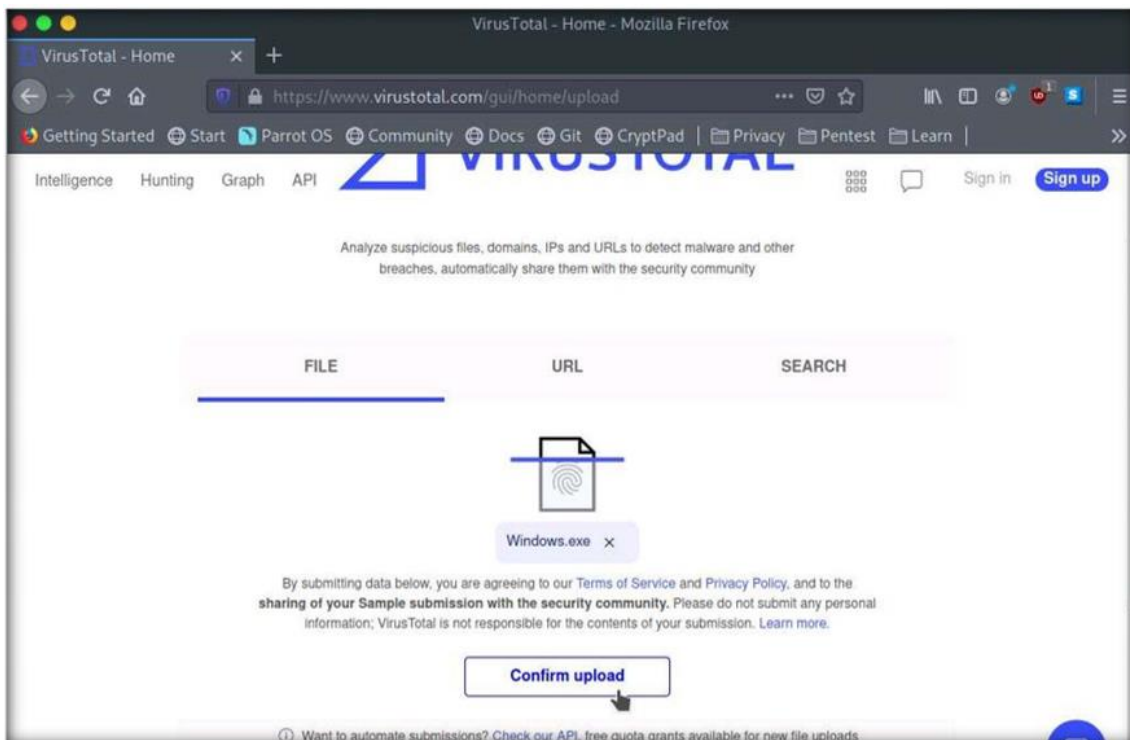 VirusTotal - Home - Mozilla Firefox
VirusTotal - Home × +
https://www.virustotal.com/gui/home/upload
Getting Started Start Parrot OS Community Docs Git CryptPad Privacy Pentest Learn
VIRUSTOTAL
Intelligence Hunting Graph API Sign in Sign up
Analyze suspicious files, domains, IPs and URLs to detect malware and other
breaches, automatically share them with the security community
FILE URL SEARCH
Windows.exe ×
By submitting data below, you are agreeing to our Terms of Service and Privacy Policy, and to the
sharing of your Sample submission with the security community. Please do not submit any personal
information; VirusTotal is not responsible for the contents of your submission. Learn more.
Confirm upload
Want to automate submissions? Check our API, free quota grants available for new file uploads